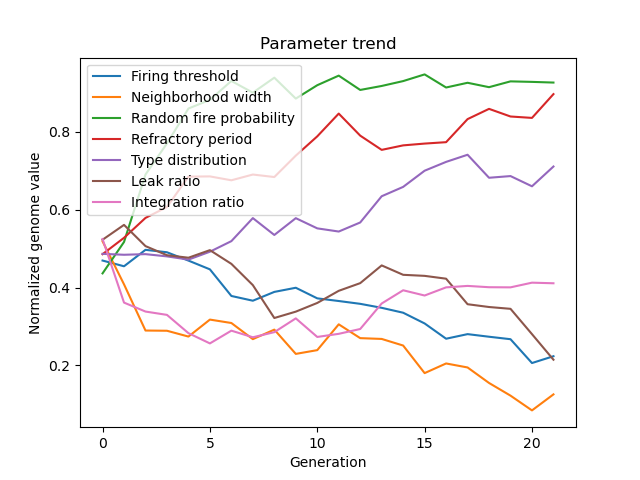 Parameter trend
Firing threshold
Neighborhood width
Random fire probability
Refractory period
Type distribution
Leak ratio
Integration ratio
Normalized genome value
0.8
0.6
0.4
0.2
0 5 10 15 20
Generation